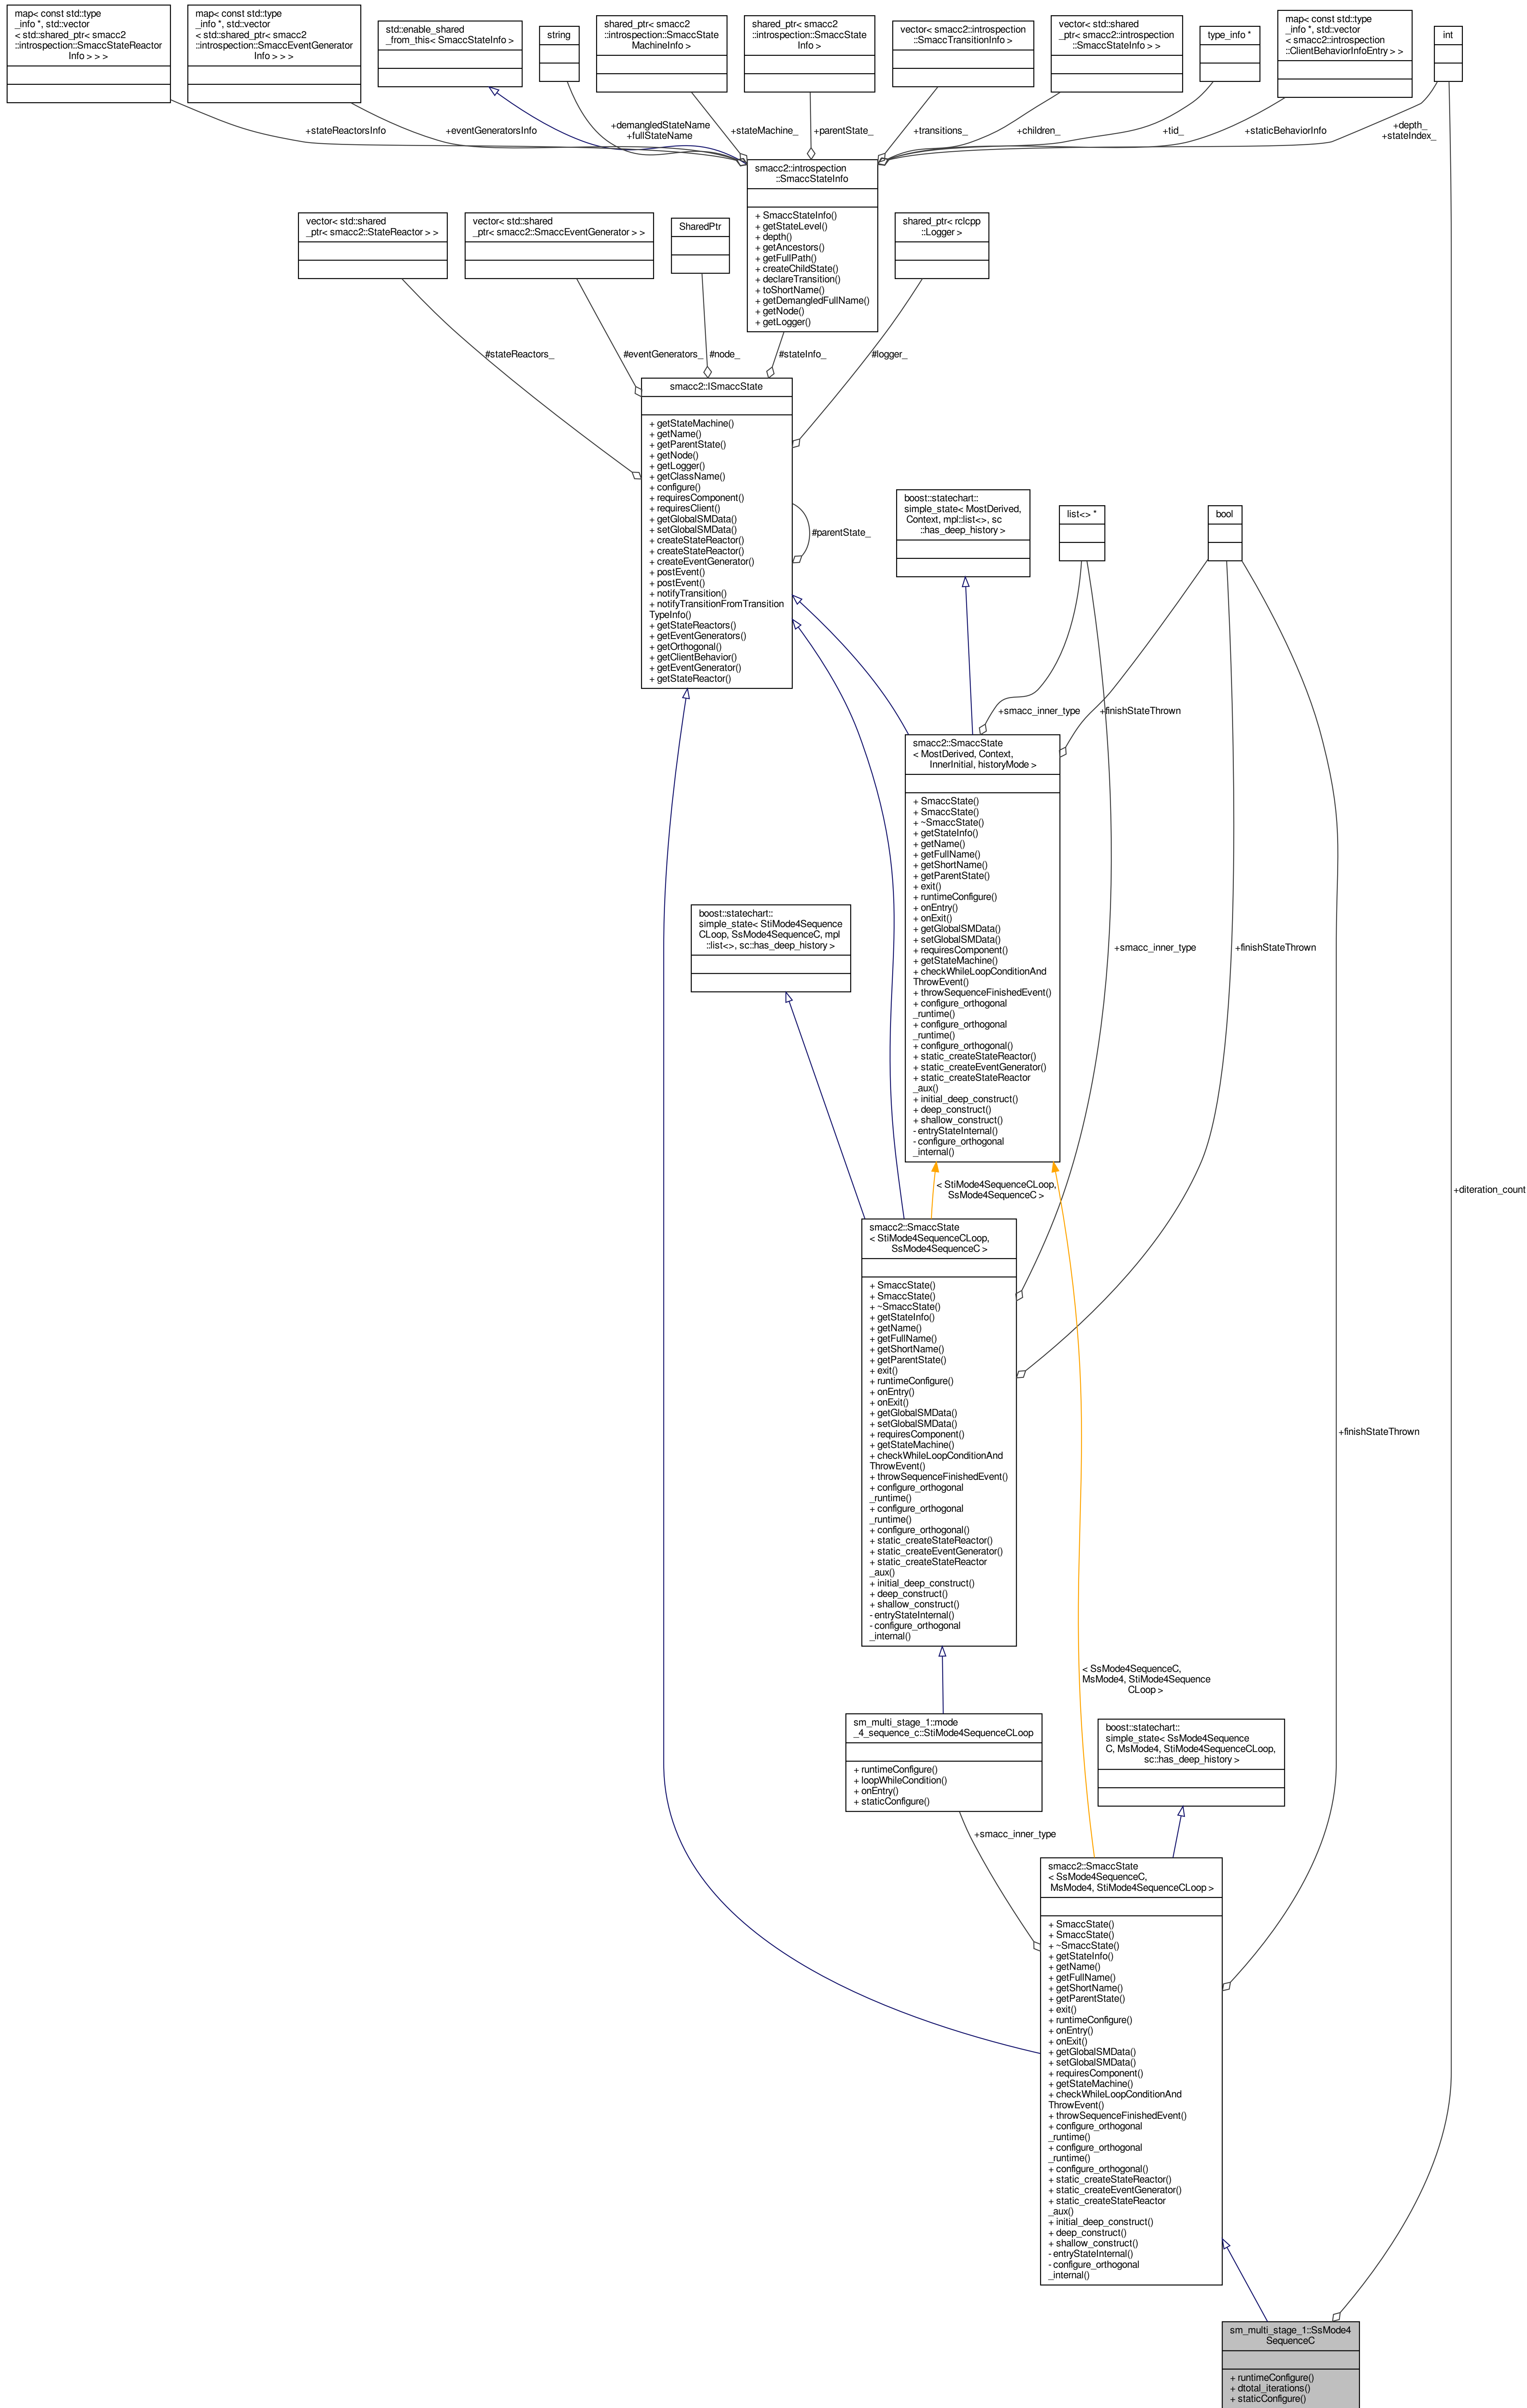 map< const std::type
_info *, std::vector
< std::shared_ptr< smacc2
::introspection::SmaccStateReactor
Info > > >
map< const std::type
_info *, std::vector
< std::shared_ptr< smacc2
::introspection::SmaccEventGenerator
Info > > >
std::enable_shared
_from_this< SmaccStateInfo >
string
shared_ptr< smacc2
::introspection::SmaccState
MachineInfo >
shared_ptr< smacc2
::introspection::SmaccState
Info >
vector< smacc2::introspection
::SmaccTransitionInfo >
vector< std::shared
_ptr< smacc2::introspection
::SmaccStateInfo > >
type_info *
map< const std::type
_info *, std::vector
< smacc2::introspection
::ClientBehaviorInfoEntry > >
int
+stateReactorsInfo
+eventGeneratorsInfo
+demangledStateName
+fullStateName
+stateMachine_
+parentState_
+transitions_
+children_
+tid_
+staticBehaviorInfo
+depth_
+stateIndex_
smacc2::introspection
::SmaccStateInfo
+ SmaccStateInfo()
+ getStateLevel()
+ depth()
+ getAncestors()
+ getFullPath()
+ createChildState()
+ declareTransition()
+ toShortName()
+ getDemangledFullName()
+ getNode()
+ getLogger()
vector< std::shared
_ptr< smacc2::StateReactor > >
vector< std::shared
_ptr< smacc2::SmaccEventGenerator > >
SharedPtr
shared_ptr< rclcpp
::Logger >
#stateReactors_
#eventGenerators_
#node_
#stateInfo_
#logger_
smacc2::ISmaccState
+ getStateMachine()
+ getName()
+ getParentState()
+ getNode()
+ getLogger()
+ getClassName()
+ configure()
+ requiresComponent()
+ requiresClient()
+ getGlobalSMData()
+ setGlobalSMData()
+ createStateReactor()
+ createStateReactor()
+ createEventGenerator()
+ postEvent()
+ postEvent()
+ notifyTransition()
+ notifyTransitionFromTransition
TypeInfo()
+ getStateReactors()
+ getEventGenerators()
+ getOrthogonal()
+ getClientBehavior()
+ getEventGenerator()
+ getStateReactor()
#parentState_
boost::statechart::
simple_state< MostDerived,
Context, mpl::list<>, sc
::has_deep_history >
list<> *
bool
+smacc_inner_type
+finishStateThrown
smacc2::SmaccState
< MostDerived, Context,
InnerInitial, historyMode >
+ SmaccState()
+ SmaccState()
+ ~SmaccState()
+ getStateInfo()
+ getName()
+ getFullName()
+ getShortName()
+ getParentState()
+ exit()
+ runtimeConfigure()
+ onEntry()
+ onExit()
+ getGlobalSMData()
+ setGlobalSMData()
+ requiresComponent()
+ getStateMachine()
+ checkWhileLoopConditionAnd
ThrowEvent()
+ throwSequenceFinishedEvent()
+ configure_orthogonal
_runtime()
+ configure_orthogonal
_runtime()
+ configure_orthogonal()
+ static_createStateReactor()
+ static_createEventGenerator()
+ static_createStateReactor
_aux()
+ initial_deep_construct()
+ deep_construct()
+ shallow_construct()
- entryStateInternal()
- configure_orthogonal
_internal()
boost::statechart::
simple_state< StiMode4Sequence
CLoop, SsMode4SequenceC, mpl
::list<>, sc::has_deep_history >
+smacc_inner_type
+finishStateThrown
< StiMode4SequenceCLoop,
SsMode4SequenceC >
+diteration_count
smacc2::SmaccState
< StiMode4SequenceCLoop,
SsMode4SequenceC >
+ SmaccState()
+ SmaccState()
+ ~SmaccState()
+ getStateInfo()
+ getName()
+ getFullName()
+ getShortName()
+ getParentState()
+ exit()
+ runtimeConfigure()
+ onEntry()
+ onExit()
+ getGlobalSMData()
+ setGlobalSMData()
+ requiresComponent()
+ getStateMachine()
+ checkWhileLoopConditionAnd
ThrowEvent()
+ throwSequenceFinishedEvent()
+ configure_orthogonal
_runtime()
+ configure_orthogonal
_runtime()
+ configure_orthogonal()
+ static_createStateReactor()
+ static_createEventGenerator()
+ static_createStateReactor
_aux()
+ initial_deep_construct()
+ deep_construct()
+ shallow_construct()
- entryStateInternal()
- configure_orthogonal
_internal()
+finishStateThrown
< SsMode4SequenceC,
MsMode4, StiMode4Sequence
CLoop >
sm_multi_stage_1::mode
_4_sequence_c::StiMode4SequenceCLoop
+ runtimeConfigure()
+ loopWhileCondition()
+ onEntry()
+ staticConfigure()
boost::statechart::
simple_state< SsMode4Sequence
C, MsMode4, StiMode4SequenceCLoop,
sc::has_deep_history >
+smacc_inner_type
smacc2::SmaccState
< SsMode4SequenceC,
MsMode4, StiMode4SequenceCLoop >
+ SmaccState()
+ SmaccState()
+ ~SmaccState()
+ getStateInfo()
+ getName()
+ getFullName()
+ getShortName()
+ getParentState()
+ exit()
+ runtimeConfigure()
+ onEntry()
+ onExit()
+ getGlobalSMData()
+ setGlobalSMData()
+ requiresComponent()
+ getStateMachine()
+ checkWhileLoopConditionAnd
ThrowEvent()
+ throwSequenceFinishedEvent()
+ configure_orthogonal
_runtime()
+ configure_orthogonal
_runtime()
+ configure_orthogonal()
+ static_createStateReactor()
+ static_createEventGenerator()
+ static_createStateReactor
_aux()
+ initial_deep_construct()
+ deep_construct()
+ shallow_construct()
- entryStateInternal()
- configure_orthogonal
_internal()
sm_multi_stage_1::SsMode4
SequenceC
+ runtimeConfigure()
+ dtotal_iterations()
+ staticConfigure()